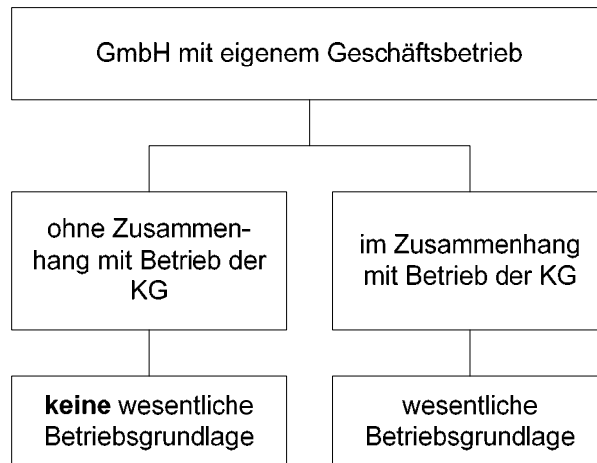 GmbH mit eigenem Geschäftsbetrieb
ohne Zusammen-
hang mit Betrieb der
KG
im Zusammenhang
mit Betrieb der KG
keine wesentliche
Betriebsgrundlage
wesentliche
Betriebsgrundlage